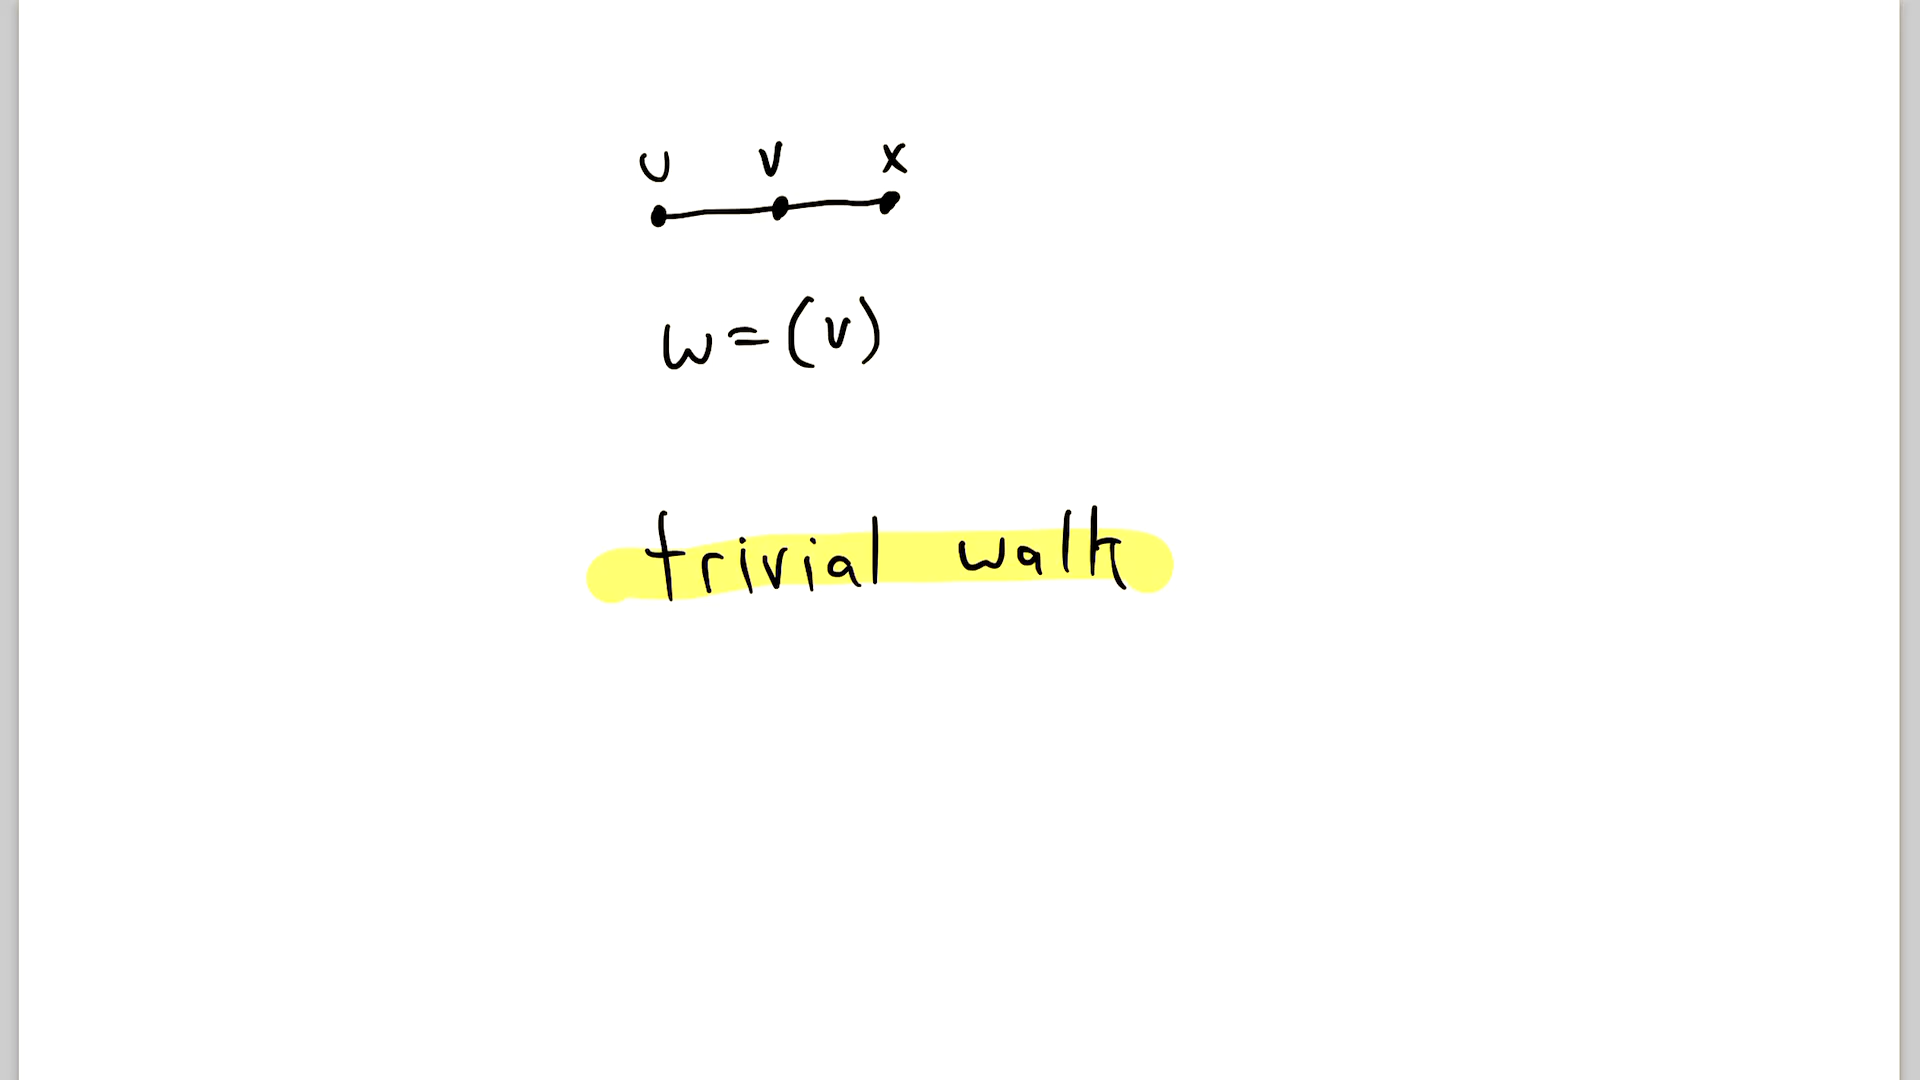 u v x
w = (v)
trivial walk